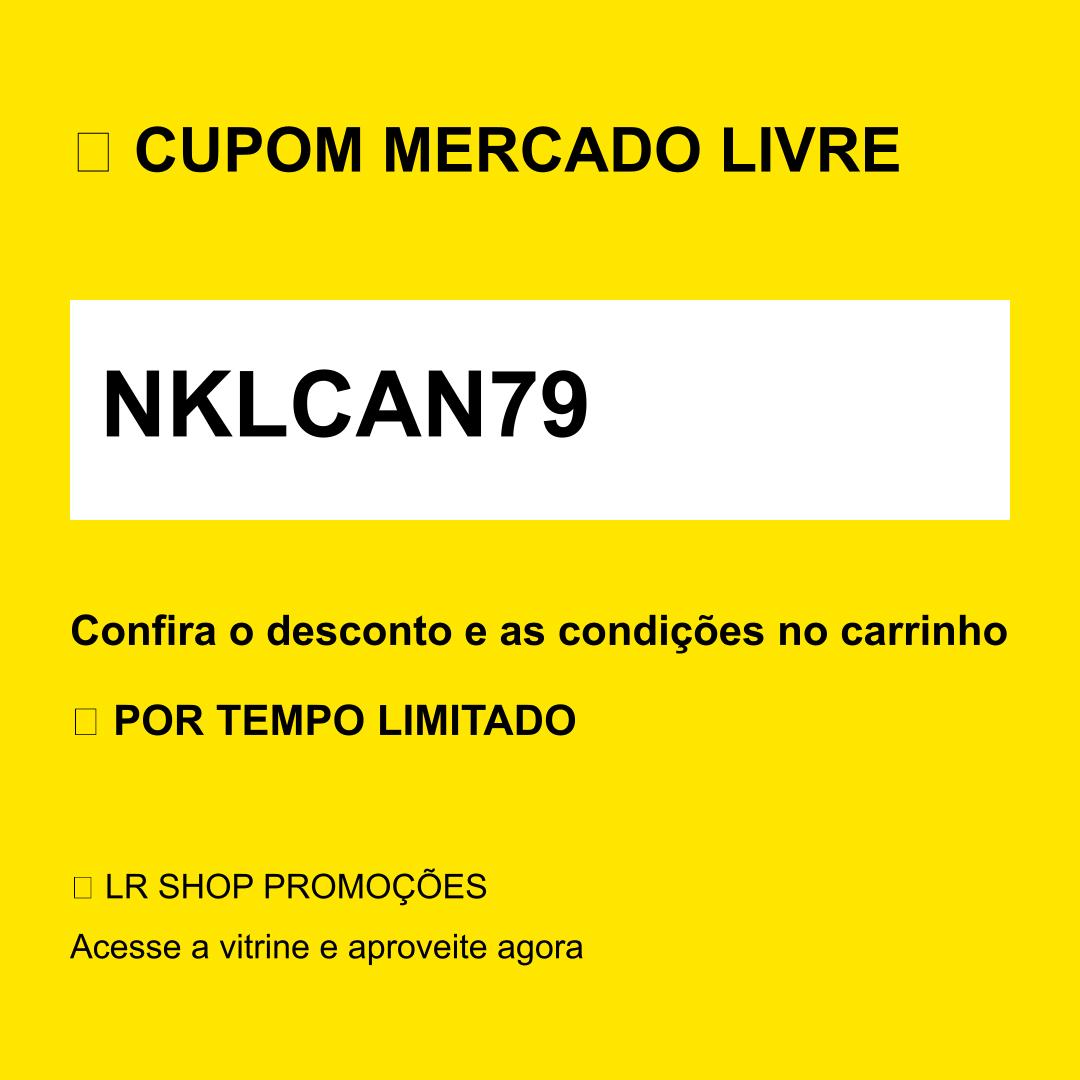 CUPOM MERCADO LIVRE
NKLCAN79
Confira o desconto e as condições no carrinho
POR TEMPO LIMITADO
LR SHOP PROMOÇÕES
Acesse a vitrine e aproveite agora